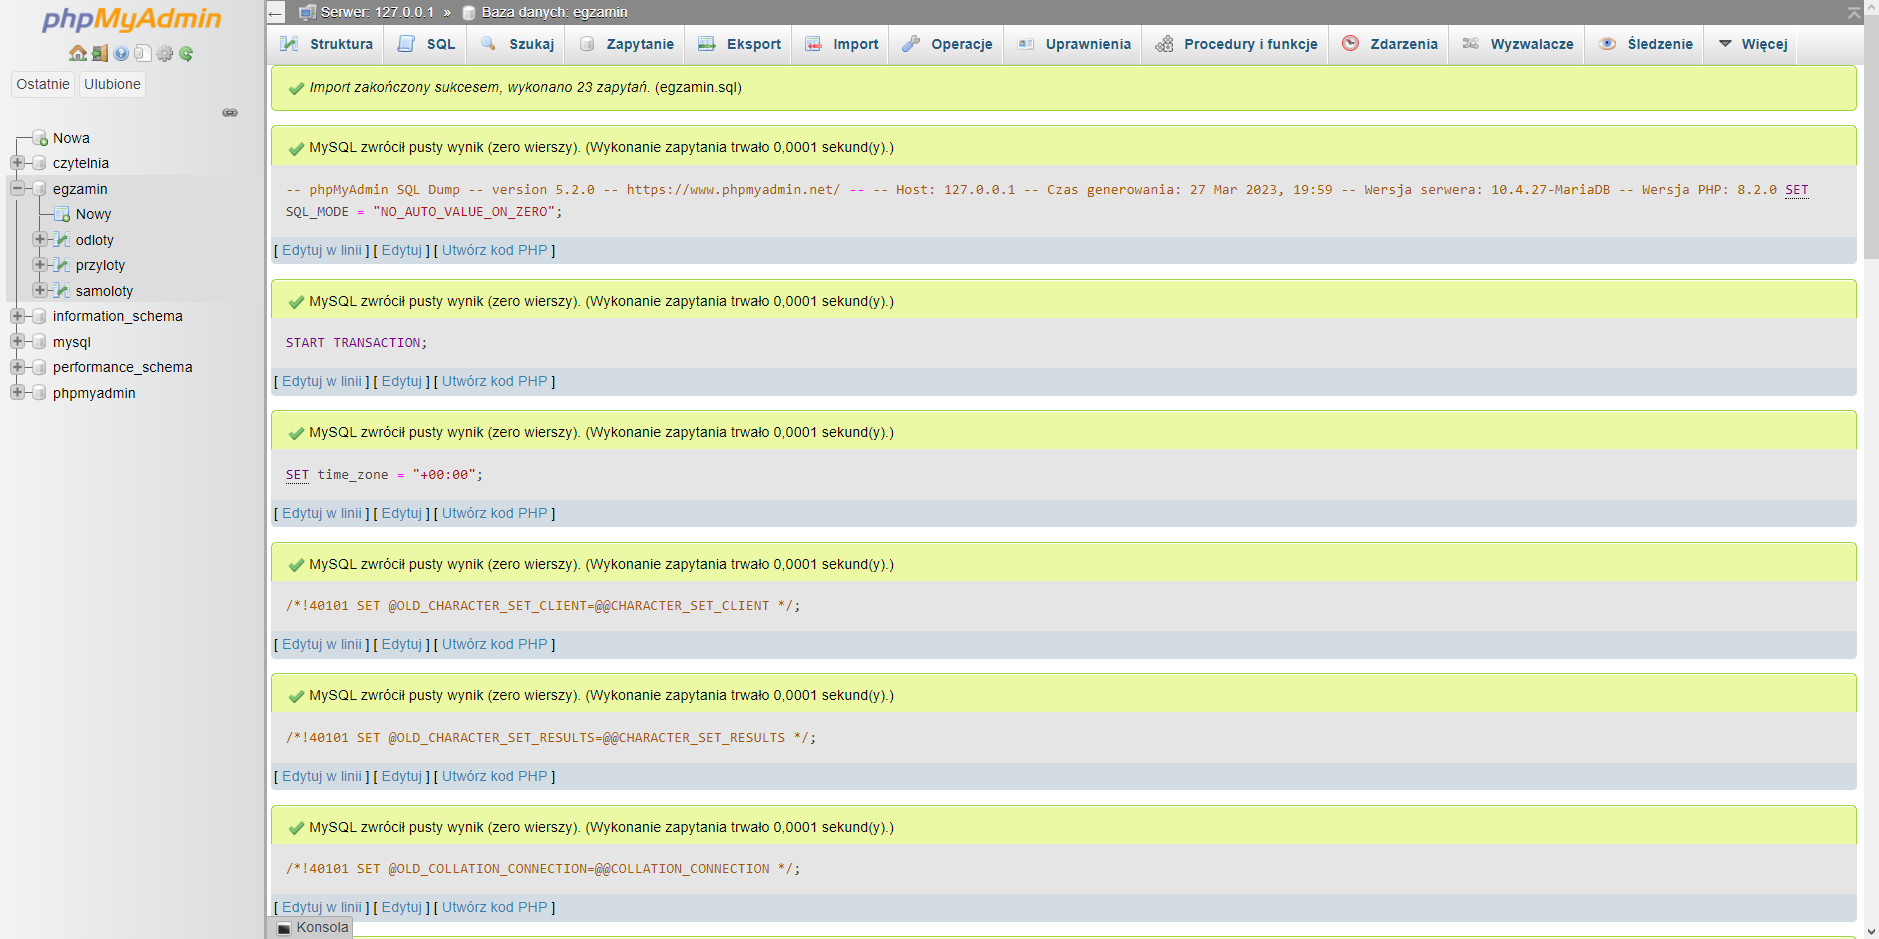 phpMyAdmin
Ostatnie Ulubione
Nowa
czytelnia
egzamin
Nowy
odloty
przyloty
samoloty
information_schema
mysql
performance_schema
phpmyadmin
Serwer: 127.0.0.1 » Baza danych: egzamin
Struktura SQL Szukaj Zapytanie Eksport Import Operacje Uprawnienia Procedury i funkcje Zdarzenia Wyzwalacze Śledzenie Więcej
Import zakończony sukcesem, wykonano 23 zapytań. (egzamin.sql)
MySQL zwrócił pusty wynik (zero wierszy). (Wykonanie zapytania trwało 0,0001 sekund(y).)
-- phpMyAdmin SQL Dump -- version 5.2.0 -- https://www.phpmyadmin.net/ -- -- Host: 127.0.0.1 -- Czas generowania: 27 Mar 2023, 19:59 -- Wersja serwera: 10.4.27-MariaDB -- Wersja PHP: 8.2.0 SET
SQL_MODE = "NO_AUTO_VALUE_ON_ZERO";
[ Edytuj w linii ] [ Edytuj ] [ Utwórz kod PHP ]
MySQL zwrócił pusty wynik (zero wierszy). (Wykonanie zapytania trwało 0,0001 sekund(y).)
START TRANSACTION;
[ Edytuj w linii ] [ Edytuj ] [ Utwórz kod PHP ]
MySQL zwrócił pusty wynik (zero wierszy). (Wykonanie zapytania trwało 0,0001 sekund(y).)
SET time_zone = "+00:00";
[ Edytuj w linii ] [ Edytuj ] [ Utwórz kod PHP ]
MySQL zwrócił pusty wynik (zero wierszy). (Wykonanie zapytania trwało 0,0001 sekund(y).)
/*!40101 SET @OLD_CHARACTER_SET_CLIENT=@@CHARACTER_SET_CLIENT */;
[ Edytuj w linii ] [ Edytuj ] [ Utwórz kod PHP ]
MySQL zwrócił pusty wynik (zero wierszy). (Wykonanie zapytania trwało 0,0001 sekund(y).)
/*!40101 SET @OLD_CHARACTER_SET_RESULTS=@@CHARACTER_SET_RESULTS */;
[ Edytuj w linii ] [ Edytuj ] [ Utwórz kod PHP ]
MySQL zwrócił pusty wynik (zero wierszy). (Wykonanie zapytania trwało 0,0001 sekund(y).)
/*!40101 SET @OLD_COLLATION_CONNECTION=@@COLLATION_CONNECTION */;
[ Edytuj w linii ] [ Edytuj ] [ Utwórz kod PHP ]
Konsola